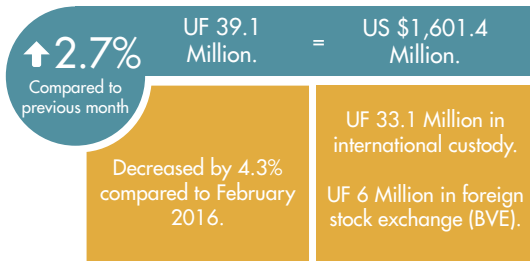 2.7%
Compared to
previous month
UF 39.1
Million.
=
US $1,601.4
Million.
Decreased by 4.3%
compared to February
2016.
UF 33.1 Million in
international custody.
UF 6 Million in foreign
stock exchange (BVE).